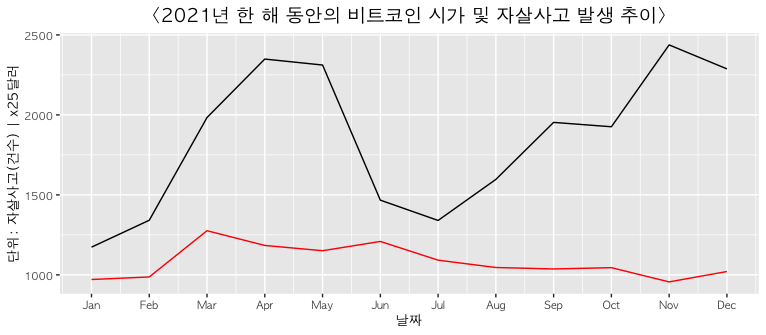 〈2021년 한 해 동안의 비트코인 시가 및 자살사고 발생 추이〉
단위: 자살사고(건수) | x25달러
2500
2000
1500
1000
Jan Feb Mar Apr May Jun Jul Aug Sep Oct Nov Dec
날짜